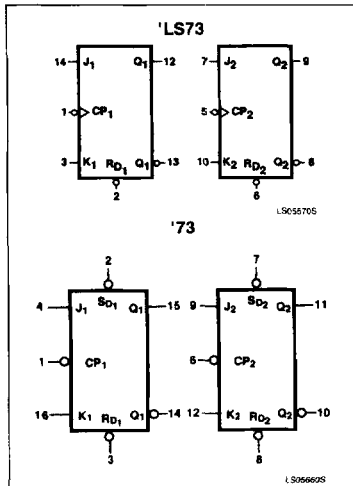 'LS73
14 J1 Q1 12 7 J2 Q2 9
1 CP1 5 CP2
3 K1 RD1 Q1 13 10 K2 RD2 Q2 8
2 6
LS05570S
'73
2 7
4 J1 SD1 Q1 15 9 J2 SD2 Q2 11
1 CP1 6 CP2
16 K1 RD1 Q1 14 12 K2 RD2 Q2 10
3 8
LS05660S